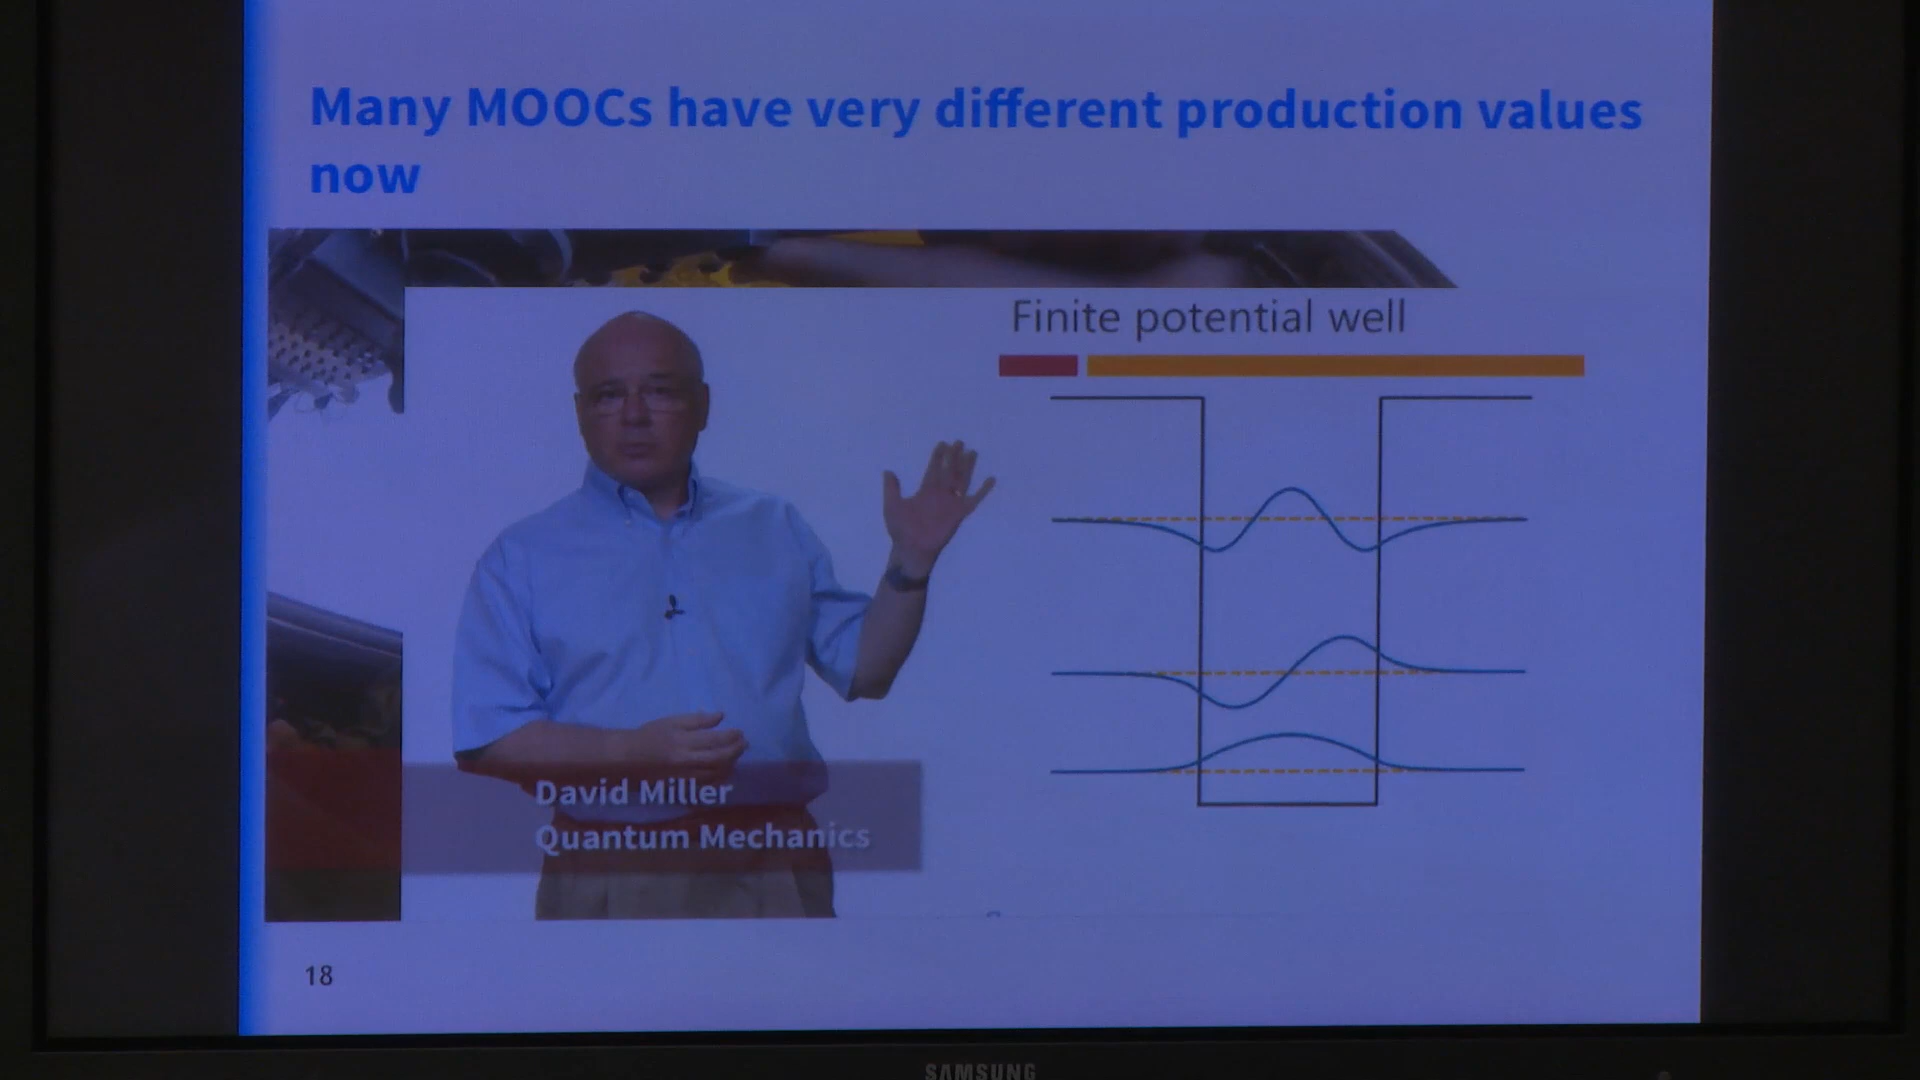 Many MOOCs have very different production values
now
Finite potential well
David Miller
Quantum Mechanics
18
SAMSUNG